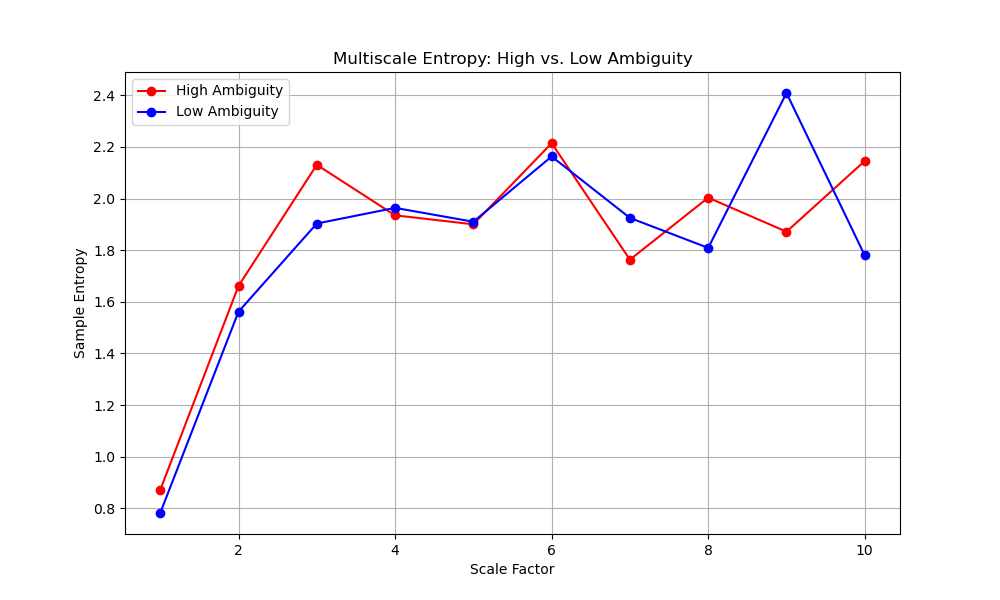 Multiscale Entropy: High vs. Low Ambiguity
High Ambiguity
Low Ambiguity
Sample Entropy
2.4
2.2
2.0
1.8
1.6
1.4
1.2
1.0
0.8
2 4 6 8 10
Scale Factor